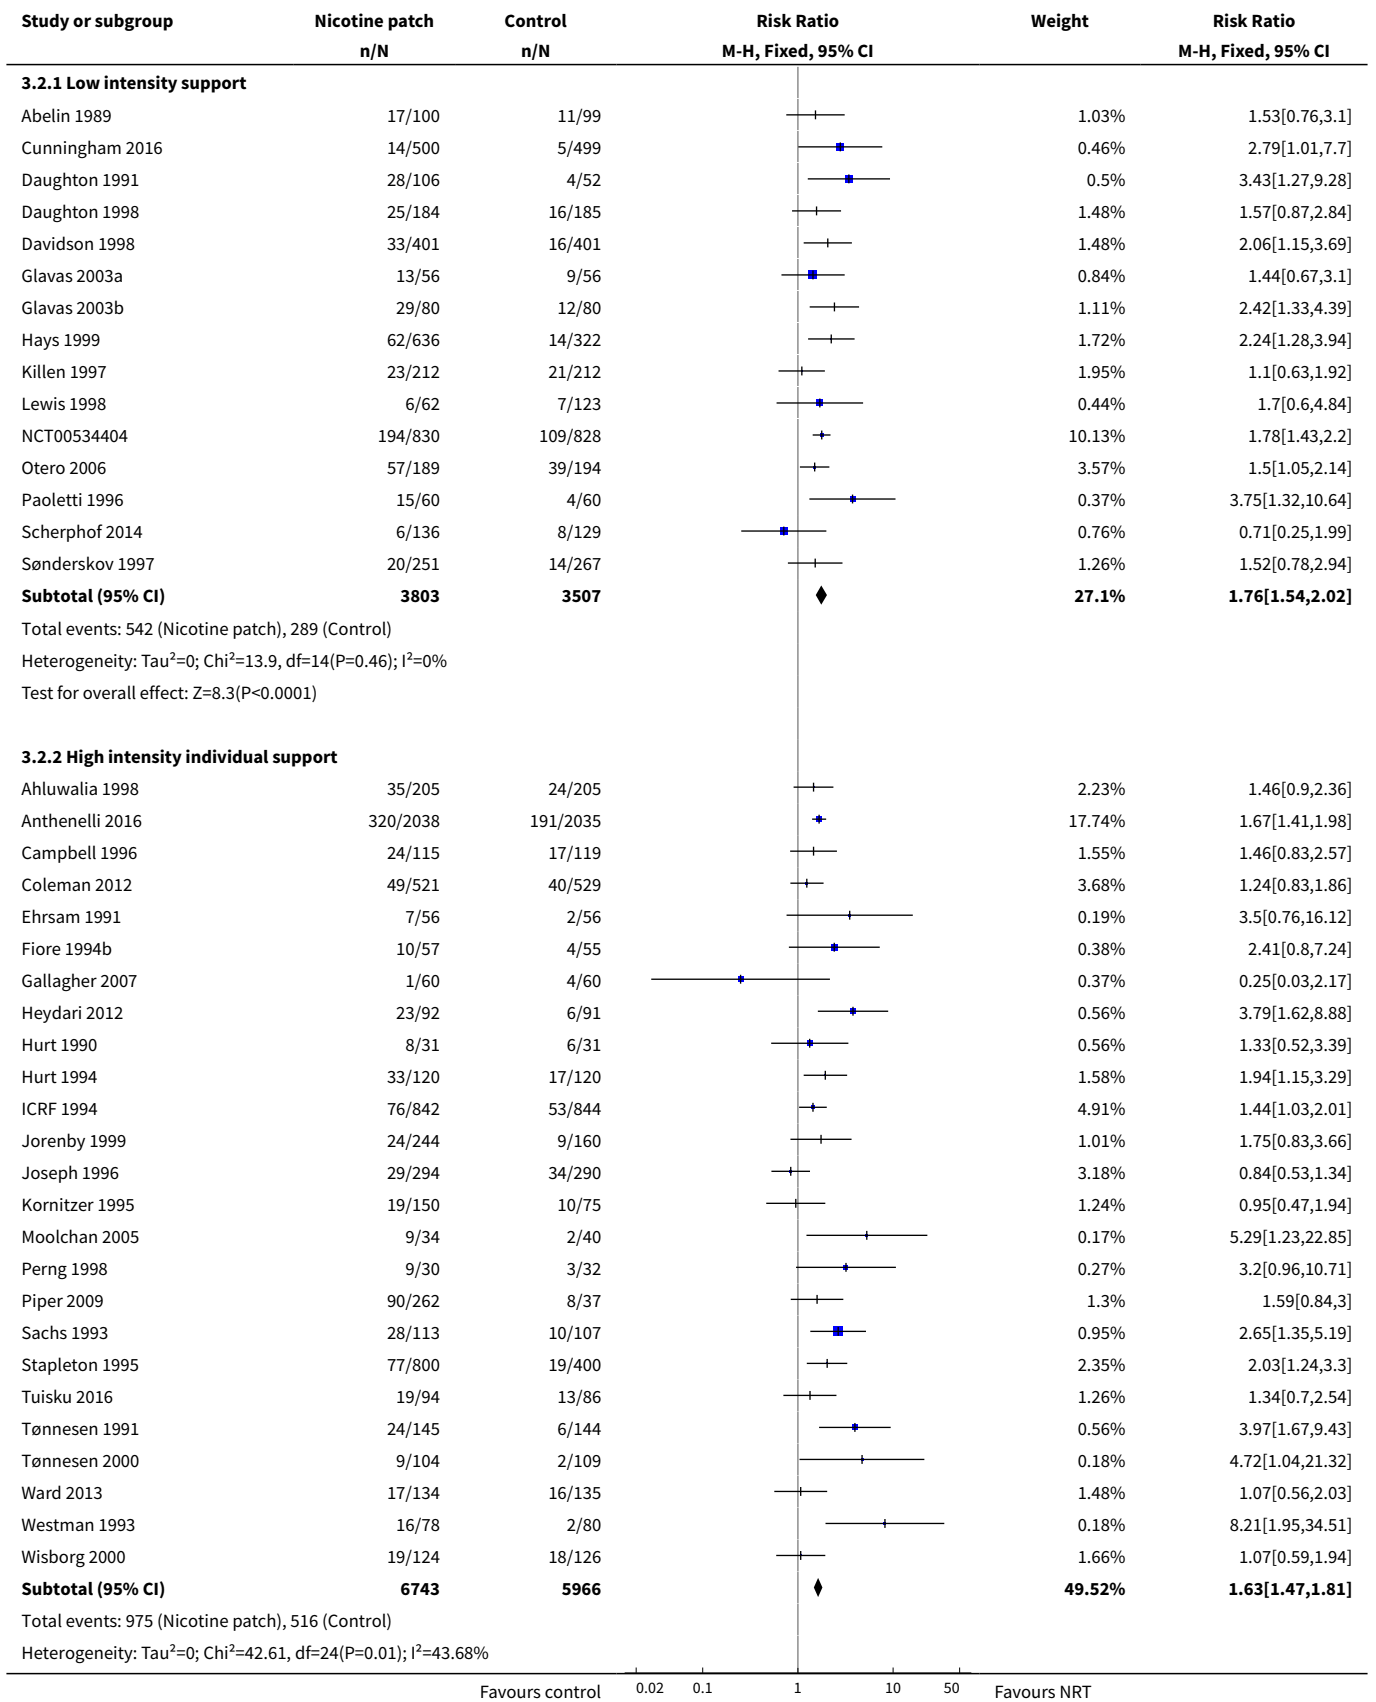 Study or subgroup Nicotine patch Control Risk Ratio Weight Risk Ratio
n/N n/N M-H, Fixed, 95% CI M-H, Fixed, 95% CI
3.2.1 Low intensity support
Abelin 1989 17/100 11/99 1.03% 1.53[0.76,3.1]
Cunningham 2016 14/500 5/499 0.46% 2.79[1.01,7.7]
Daughton 1991 28/106 4/52 0.5% 3.43[1.27,9.28]
Daughton 1998 25/184 16/185 1.48% 1.57[0.87,2.84]
Davidson 1998 33/401 16/401 1.48% 2.06[1.15,3.69]
Glavas 2003a 13/56 9/56 0.84% 1.44[0.67,3.1]
Glavas 2003b 29/80 12/80 1.11% 2.42[1.33,4.39]
Hays 1999 62/636 14/322 1.72% 2.24[1.28,3.94]
Killen 1997 23/212 21/212 1.95% 1.1[0.63,1.92]
Lewis 1998 6/62 7/123 0.44% 1.7[0.6,4.84]
NCT00534404 194/830 109/828 10.13% 1.78[1.43,2.2]
Otero 2006 57/189 39/194 3.57% 1.5[1.05,2.14]
Paoletti 1996 15/60 4/60 0.37% 3.75[1.32,10.64]
Scherphof 2014 6/136 8/129 0.76% 0.71[0.25,1.99]
Sønderskov 1997 20/251 14/267 1.26% 1.52[0.78,2.94]
Subtotal (95% CI) 3803 3507 27.1% 1.76[1.54,2.02]
Total events: 542 (Nicotine patch), 289 (Control)
Heterogeneity: Tau²=0; Chi²=13.9, df=14(P=0.46); I²=0%
Test for overall effect: Z=8.3(P<0.0001)
3.2.2 High intensity individual support
Ahluwalia 1998 35/205 24/205 2.23% 1.46[0.9,2.36]
Anthenelli 2016 320/2038 191/2035 17.74% 1.67[1.41,1.98]
Campbell 1996 24/115 17/119 1.55% 1.46[0.83,2.57]
Coleman 2012 49/521 40/529 3.68% 1.24[0.83,1.86]
Ehrsam 1991 7/56 2/56 0.19% 3.5[0.76,16.12]
Fiore 1994b 10/57 4/55 0.38% 2.41[0.8,7.24]
Gallagher 2007 1/60 4/60 0.37% 0.25[0.03,2.17]
Heydari 2012 23/92 6/91 0.56% 3.79[1.62,8.88]
Hurt 1990 8/31 6/31 0.56% 1.33[0.52,3.39]
Hurt 1994 33/120 17/120 1.58% 1.94[1.15,3.29]
ICRF 1994 76/842 53/844 4.91% 1.44[1.03,2.01]
Jorenby 1999 24/244 9/160 1.01% 1.75[0.83,3.66]
Joseph 1996 29/294 34/290 3.18% 0.84[0.53,1.34]
Kornitzer 1995 19/150 10/75 1.24% 0.95[0.47,1.94]
Moolchan 2005 9/34 2/40 0.17% 5.29[1.23,22.85]
Perng 1998 9/30 3/32 0.27% 3.2[0.96,10.71]
Piper 2009 90/262 8/37 1.3% 1.59[0.84,3]
Sachs 1993 28/113 10/107 0.95% 2.65[1.35,5.19]
Stapleton 1995 77/800 19/400 2.35% 2.03[1.24,3.3]
Tuisku 2016 19/94 13/86 1.26% 1.34[0.7,2.54]
Tønnesen 1991 24/145 6/144 0.56% 3.97[1.67,9.43]
Tønnesen 2000 9/104 2/109 0.18% 4.72[1.04,21.32]
Ward 2013 17/134 16/135 1.48% 1.07[0.56,2.03]
Westman 1993 16/78 2/80 0.18% 8.21[1.95,34.51]
Wisborg 2000 19/124 18/126 1.66% 1.07[0.59,1.94]
Subtotal (95% CI) 6743 5966 49.52% 1.63[1.47,1.81]
Total events: 975 (Nicotine patch), 516 (Control)
Heterogeneity: Tau²=0; Chi²=42.61, df=24(P=0.01); I²=43.68%
Favours control 0.02 0.1 1 10 50 Favours NRT